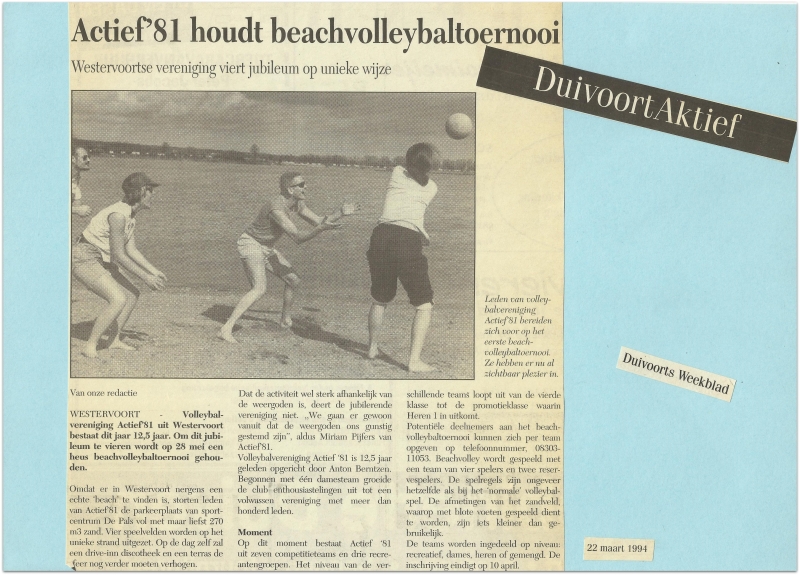 Actief'81 houdt beachvolleybaltoernooi
Westervoortse vereniging viert jubileum op unieke wijze
DuivoortAktief
Leden van volley-
balvereniging
Actief'81 bereiden
zich voor op het
eerste beach-
volleybaltoernooi.
Ze hebben er nu al
zichtbaar plezier in.
Duivoorts Weekblad
Van onze redactie
WESTERVOORT - Volleybal-
vereniging Actief'81 uit Westervoort
bestaat dit jaar 12,5 jaar. Om dit jubi-
leum te vieren wordt op 28 mei een
heus beachvolleybaltoernooi gehou-
den.
Omdat er in Westervoort nergens een
echte 'beach' te vinden is, storten leden
van Actief'81 de parkeerplaats van sport-
centrum De Pals vol met maar liefst 270
m3 zand. Vier speelvelden worden op het
unieke strand uitgezet. Op de dag zelf zal
een drive-inn discotheek en een terras de
sfeer nog verder moeten verhogen.
Dat de activiteit wel sterk afhankelijk van
de weergoden is, deert de jubilerende
vereniging niet. „We gaan er gewoon
vanuit dat de weergoden ons gunstig
gestemd zijn", aldus Miriam Pijfers van
Actief'81.
Volleybalvereniging Actief'81 is 12,5 jaar
geleden opgericht door Anton Berntzen.
Begonnen met één damesteam groeide
de club enthousiastelingen uit tot een
volwassen vereniging met meer dan
honderd leden.
Moment
Op dit moment bestaat Actief '81
uit zeven competitieteams en drie recre-
antengroepen. Het niveau van de ver-
schillende teams loopt uit van de vierde
klasse tot de promotieklasse waarin
Heren 1 in uitkomt.
Potentiële deelnemers aan het beach-
volleybaltoernooi kunnen zich per team
opgeven op telefoonnummer, 08303-
11053. Beachvolley wordt gespeeld met
een team van vier spelers en twee reser-
vespelers. De spelregels zijn ongeveer
hetzelfde als bij het 'normale' volleybal-
spel. De afmetingen van het zandveld,
waarop met blote voeten gespeeld dient
te worden, zijn iets kleiner dan ge-
bruikelijk.
De teams worden ingedeeld op niveau:
recreatief, dames, heren of gemengd. De
inschrijving eindigt op 10 april.
22 maart 1994